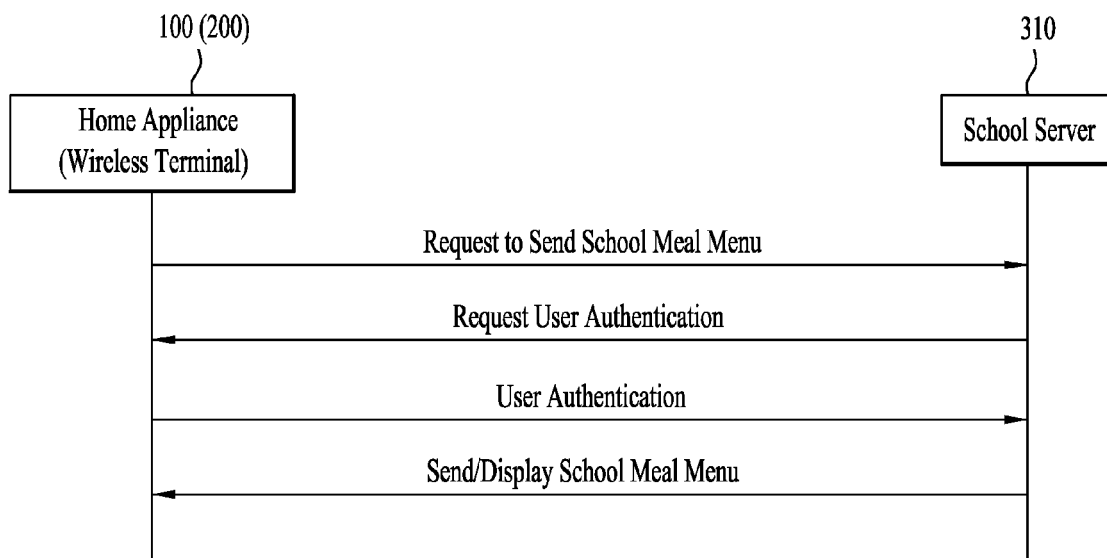 100 (200)
310
Home Appliance
(Wireless Terminal)
School Server
Request to Send School Meal Menu
Request User Authentication
User Authentication
Send/Display School Meal Menu